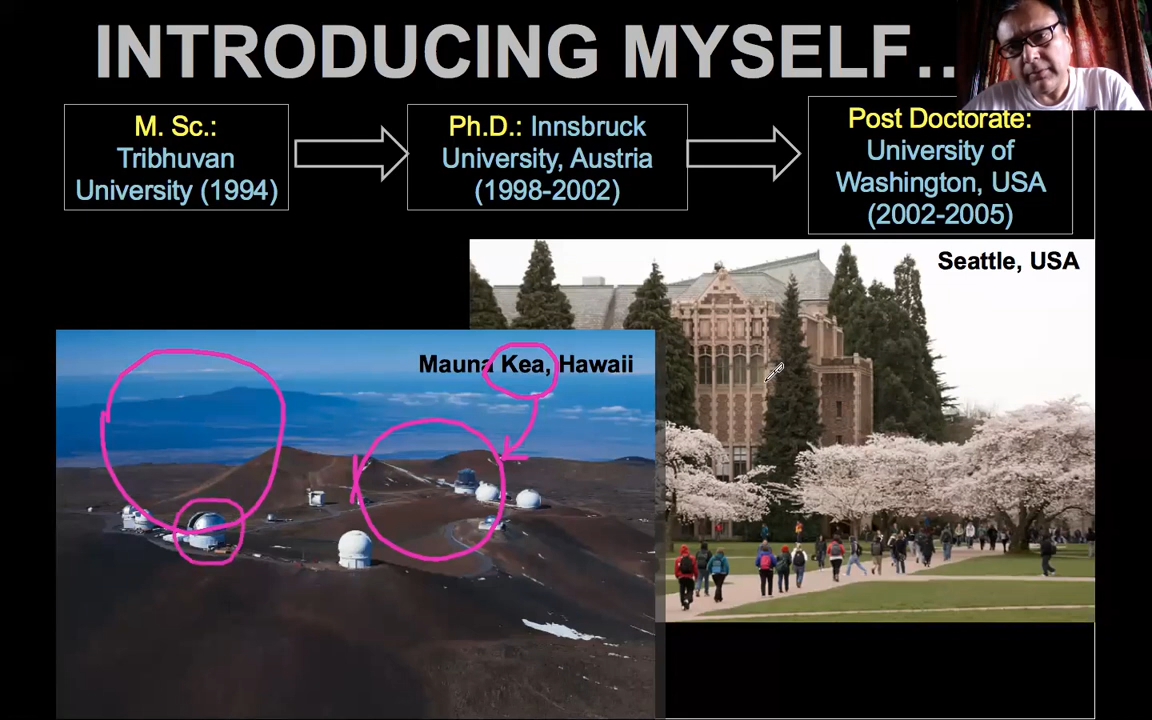 INTRODUCING MYSELF..
M. Sc.:
Tribhuvan
University (1994)
Ph.D.: Innsbruck
University, Austria
(1998-2002)
Post Doctorate:
University of
Washington, USA
(2002-2005)
Seattle, USA
Mauna Kea, Hawaii